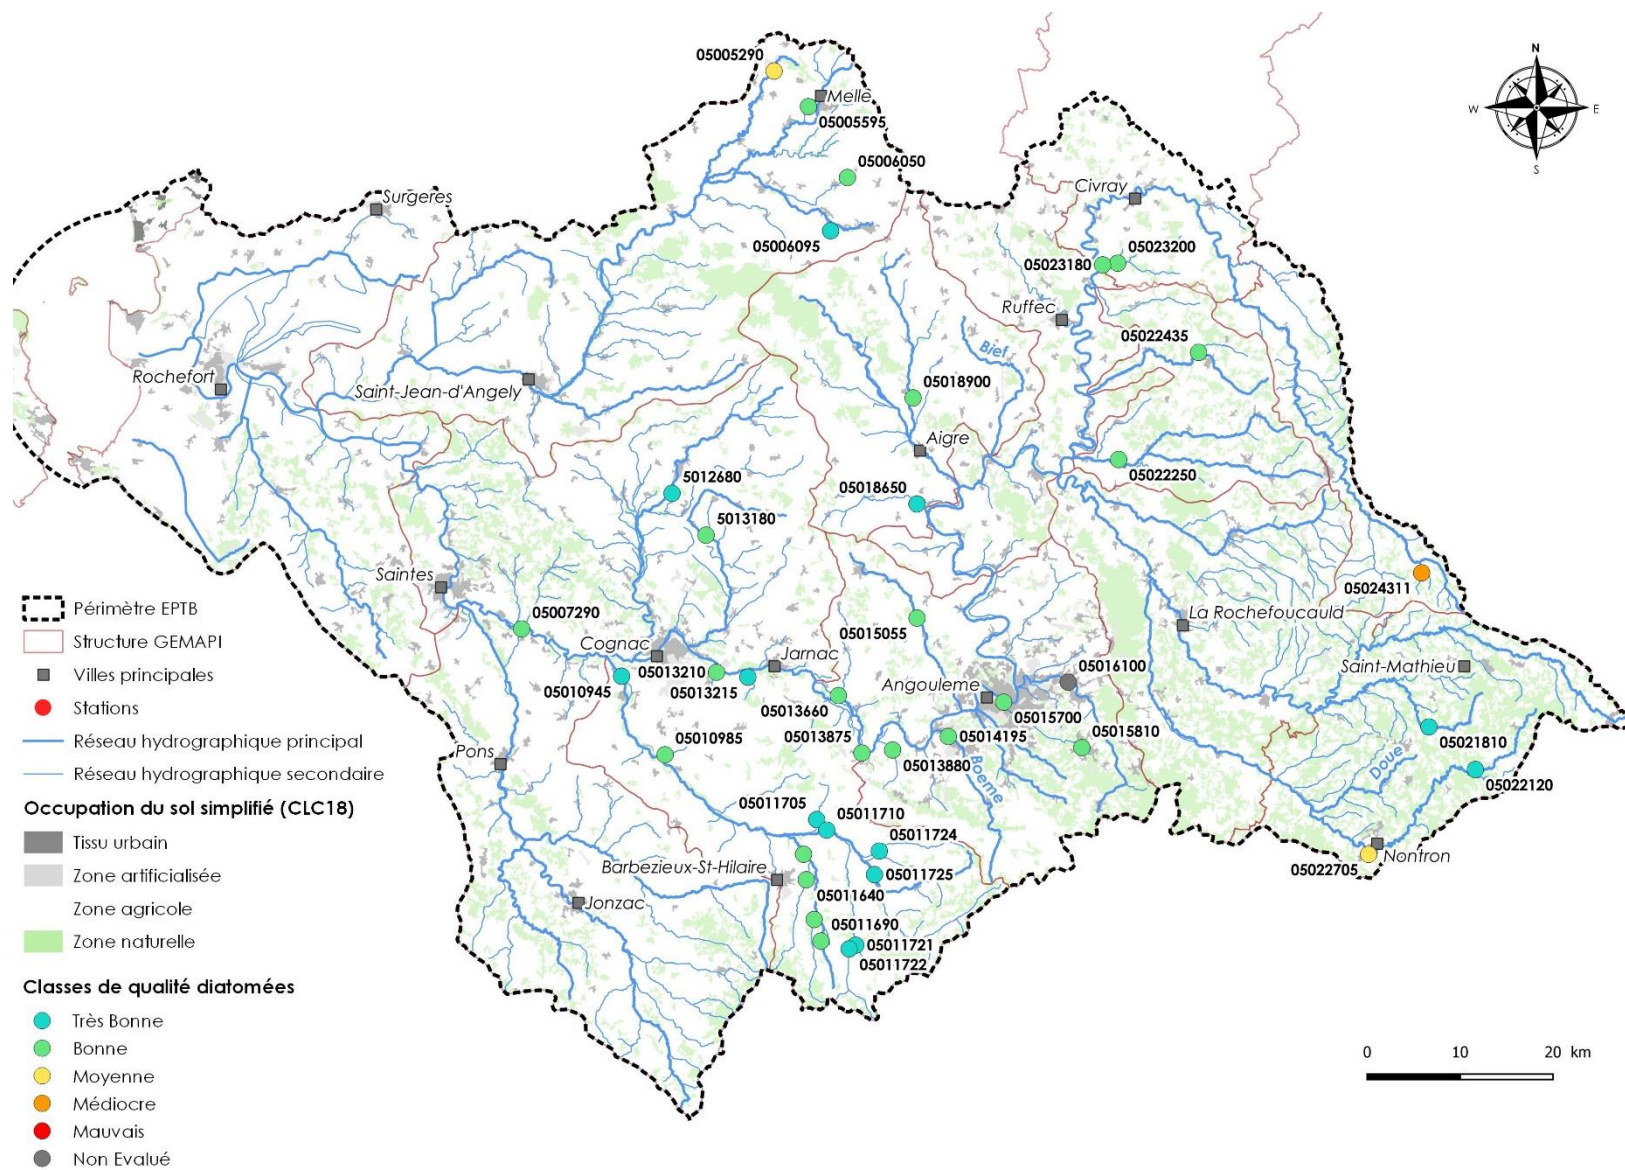 05005290
N
Melle
W
E
05005595
S
05006050
Civray
Surgeres
05006095
05023200
05023180
Ruffec
05022435
Bief
Rochefort
Saint-Jean-d'Angely
05018900
Aigre
05022250
5012680
05018650
5013180
Saintes
05024311
Périmètre EPTB
05007290
La Rochefoucauld
Structure GEMAPI
05015055
Cognac
Jarnac
05016100
Saint-Mathieu
Villes principales
05013210
05010945
05013215
Angouleme
Stations
05013660
05015700
05014195
05015810
05021810
Réseau hydrographique principal
05010985
05013875
05013880
Pons
Boeme
Doue
Réseau hydrographique secondaire
05022120
Occupation du sol simplifié (CLC18)
05011705
05011710
05011724
Tissu urbain
Nontron
Barbezieux-St-Hilaire
05011725
05022705
Zone artificialisée
05011640
Zone agricole
Jonzac
05011690
Zone naturelle
05011721
05011722
Classes de qualité diatomées
Très Bonne
Bonne
0 10 20 km
Moyenne
Médiocre
Mauvais
Non Evalué